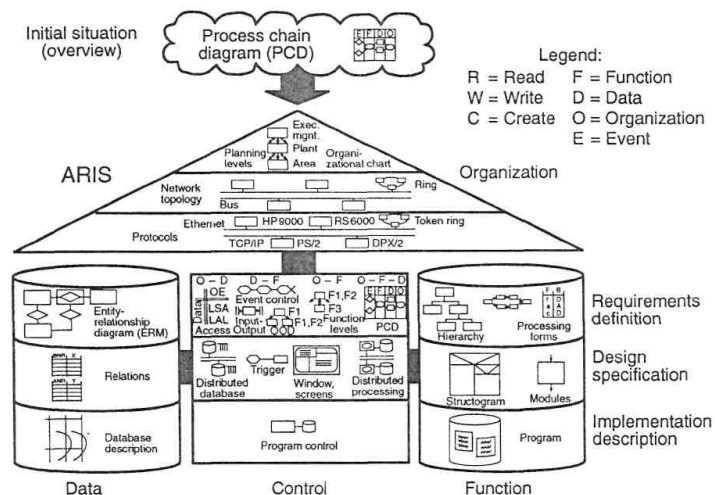 Initial situation
(overview)
Process chain
diagram (PCD)
E F D O
Legend:
R = Read F = Function
W = Write D = Data
C = Create O = Organization
E = Event
ARIS
Organization
Exec.
mgnt.
Planning
levels
Plant
Area
Organi-
zational chart
Network
topology
Ring
Bus
Protocols
Ethernet
HP9000
RS6000
Token ring
TCP/IP
PS/2
DPX/2
O – D
D – F
O – F
O – F – D
Data
OE
LSA
LAL
Access
Event control
Input-
Output
F1
F1,F2
OOD
F1,F2
F3
Function
levels
E F D O
PCD
Entity-
relationship
diagram (ERM)
Hierarchy
Processing
forms
Requirements
definition
Relations
Distributed
database
Trigger
Window,
screens
Distributed
processing
Structogram
Modules
Design
specification
Database
description
Program control
Program
Implementation
description
Data
Control
Function